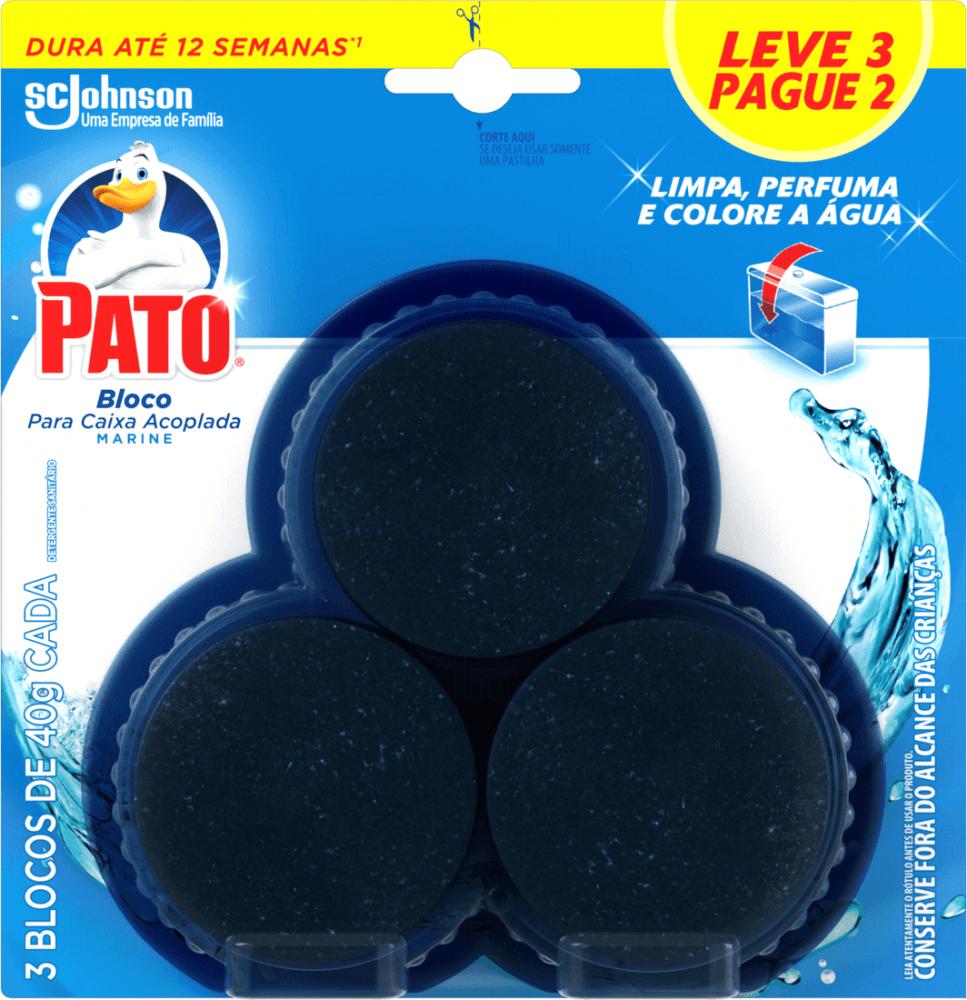 DURA ATÉ 12 SEMANAS*1
LEVE 3
PAGUE 2
SCJohnson
Uma Empresa de Família
CORTE AQUI
SE DESEJA USAR SOMENTE
UMA PASTILHA
LIMPA, PERFUMA
E COLORE A ÁGUA
PATO®
Bloco
Para Caixa Acoplada
MARINE
3 BLOCOS DE 40g CADA
DETERGENTE SANITÁRIO
LEIA ATENTAMENTE O RÓTULO ANTES DE USAR O PRODUTO.
CONSERVE FORA DO ALCANCE DAS CRIANÇAS